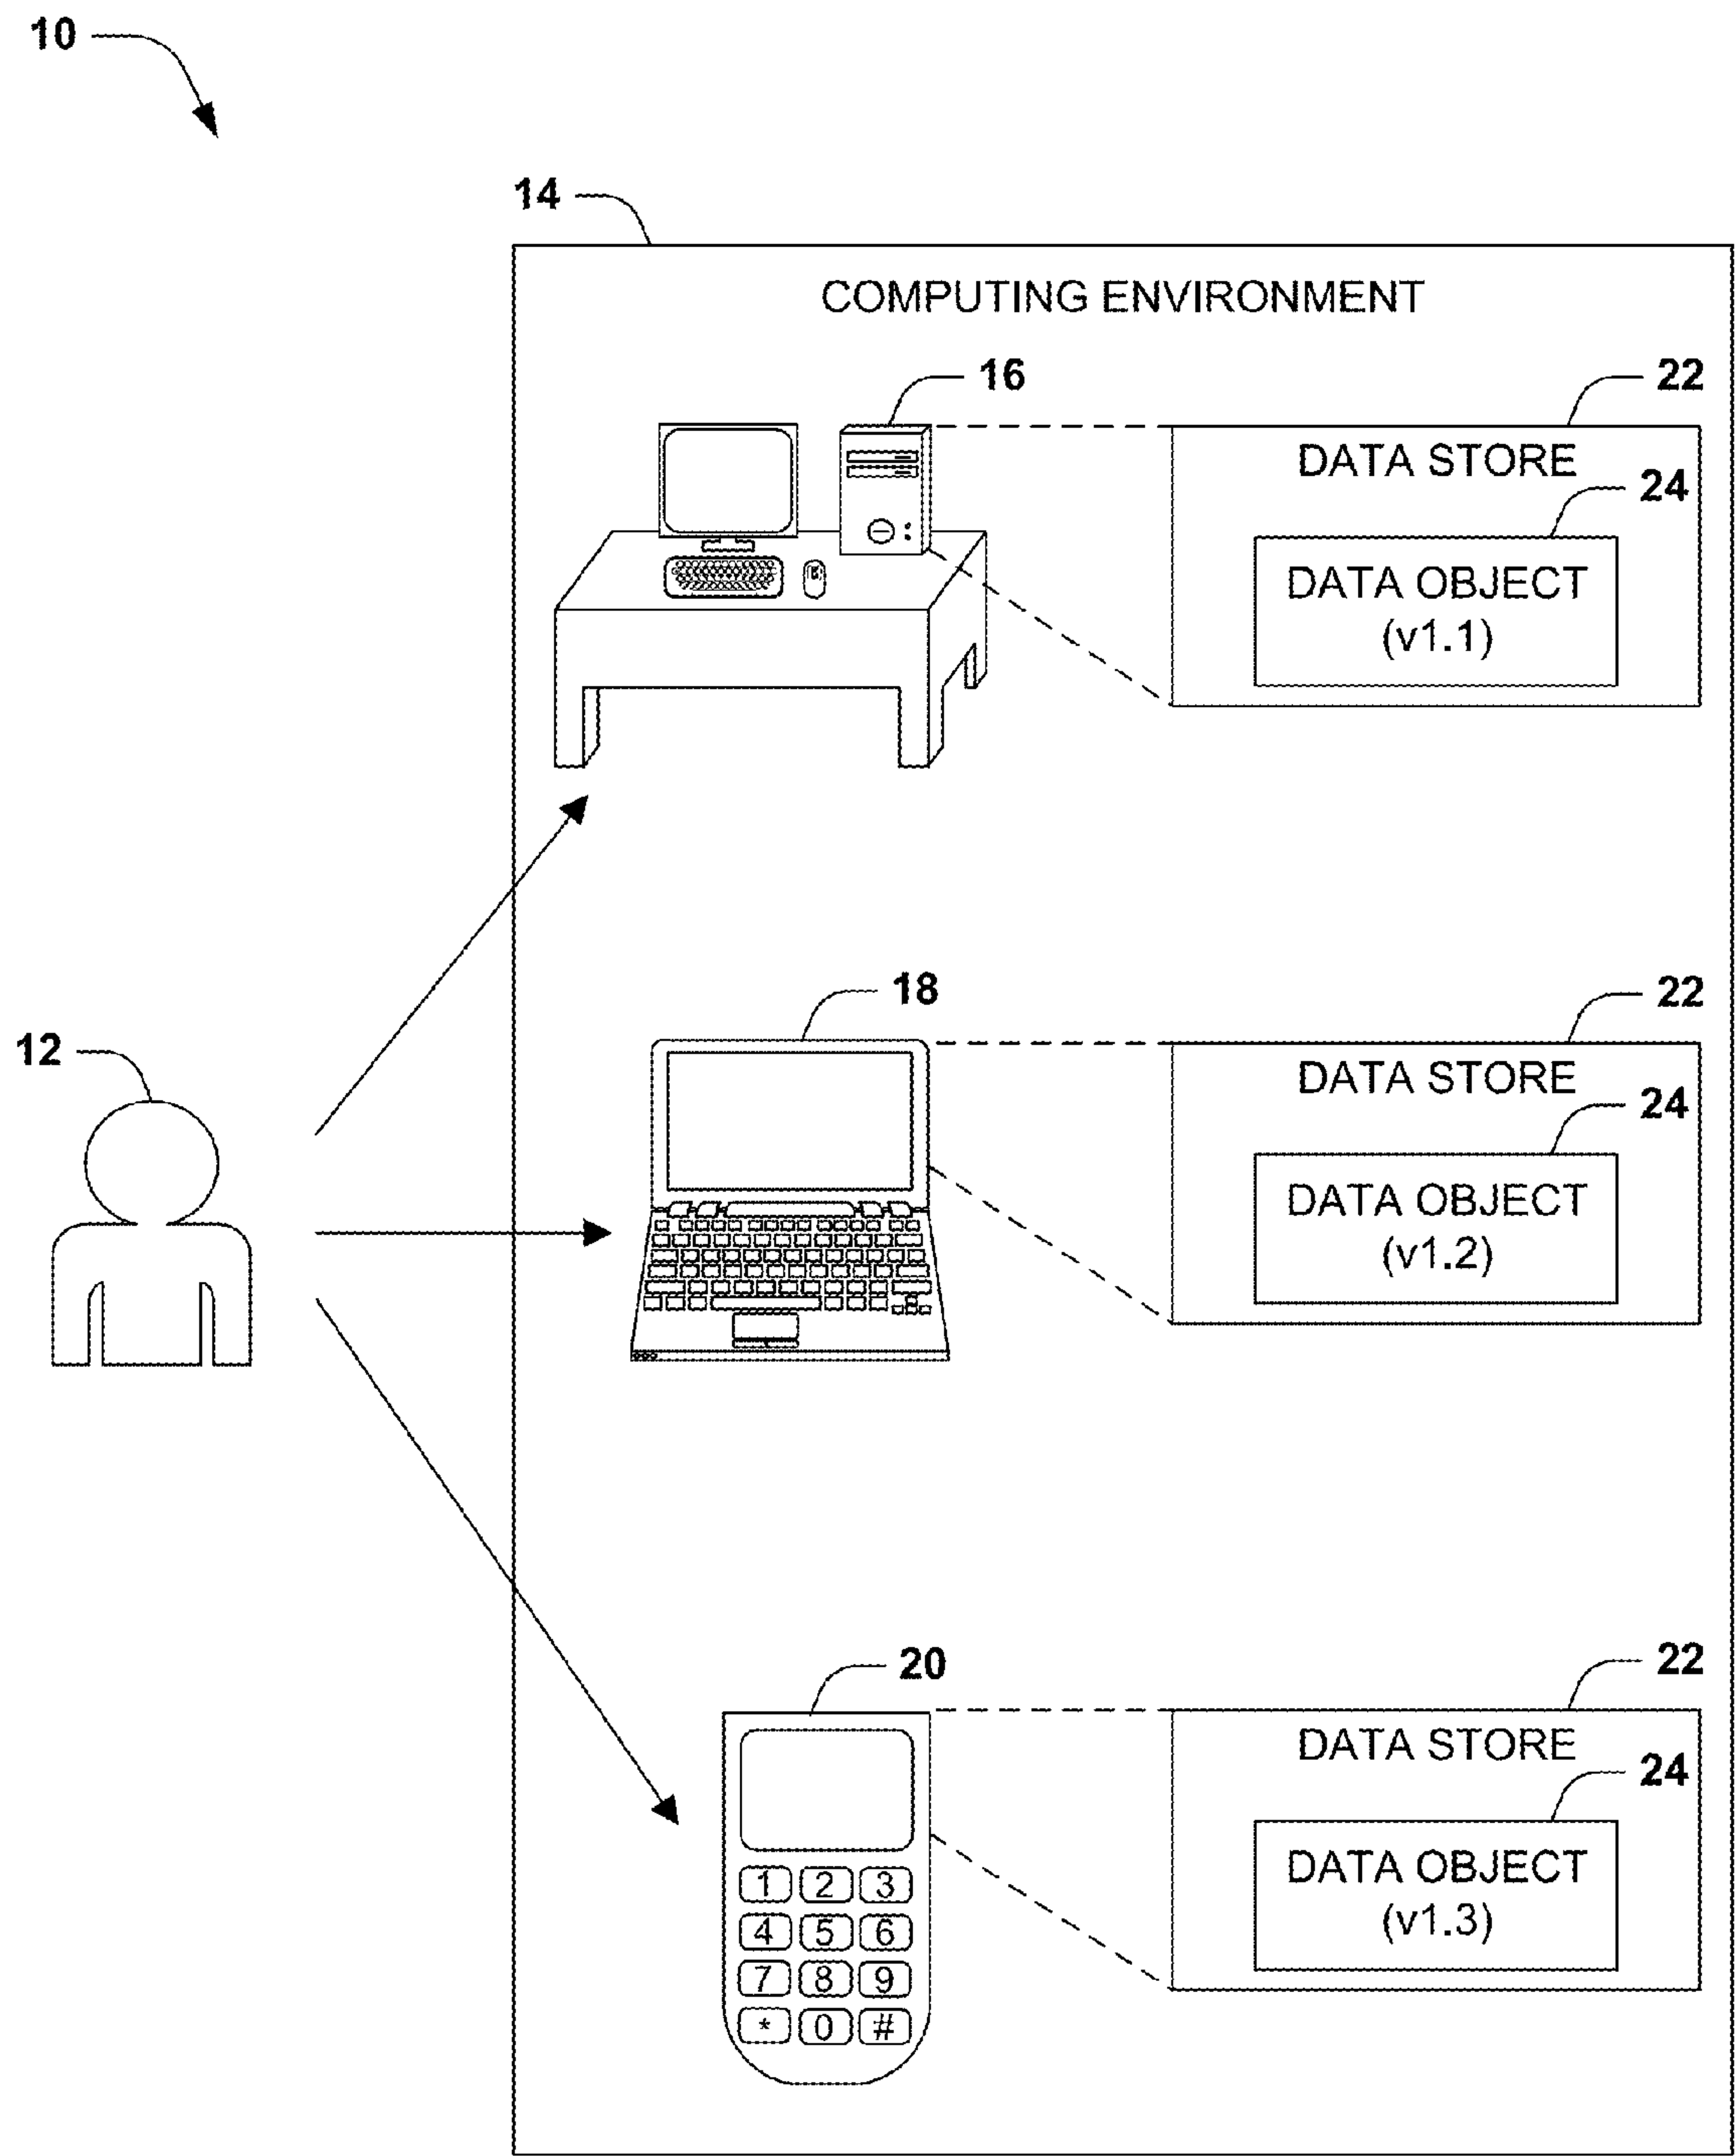 10
14
COMPUTING ENVIRONMENT
16
22
DATA STORE
24
DATA OBJECT
(v1.1)
18
22
DATA STORE
24
DATA OBJECT
(v1.2)
12
20
22
DATA STORE
24
DATA OBJECT
(v1.3)
1 2 3
4 5 6
7 8 9
* 0 #